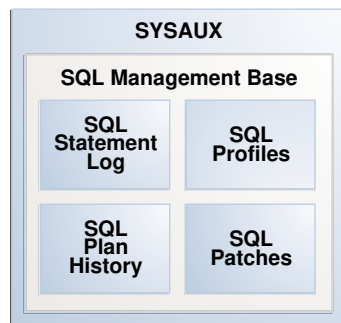 SYSAUX
SQL Management Base
SQL
Statement
Log
SQL
Profiles
SQL
Plan
History
SQL
Patches